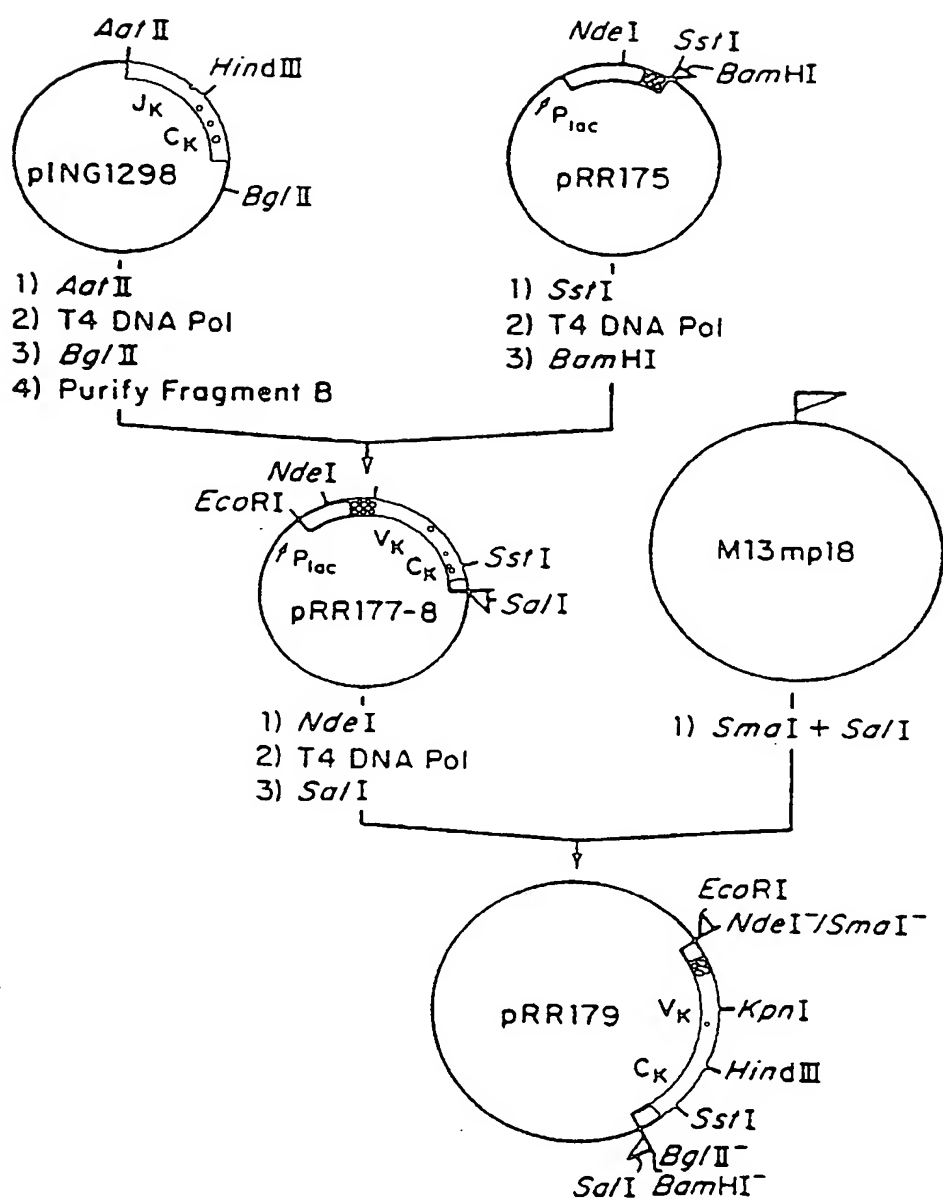 AatII
HindIII
JK
CK
pING1298
BglII
1) AatII
2) T4 DNA Pol
3) BglII
4) Purify Fragment 8
NdeI
SstI
BamHI
Plac
pRR175
1) SstI
2) T4 DNA Pol
3) BamHI
NdeI
EcoRI
Plac
VK
CK
SstI
SalI
pRR177-8
M13mp18
1) NdeI
2) T4 DNA Pol
3) SalI
1) SmaI + SalI
EcoRI
NdeI⁻/SmaI⁻
VK
KpnI
pRR179
CK
HindIII
SstI
BglII⁻
SalI BamHI⁻